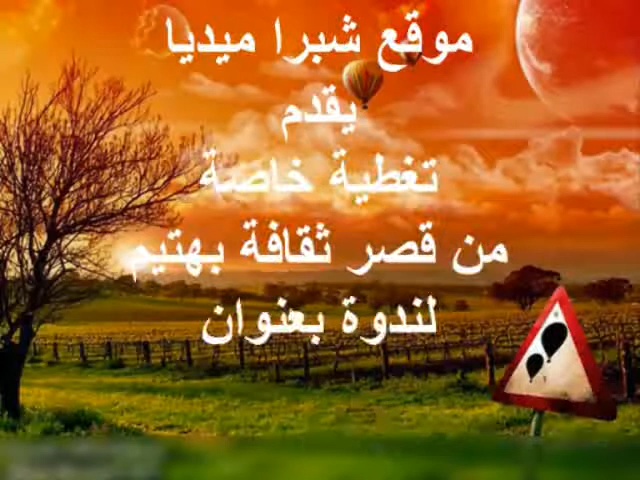 موقع شبرا ميديا
يقدم
تغطية خاصة
من قصر ثقافة بهتيم
لندوة بعنوان